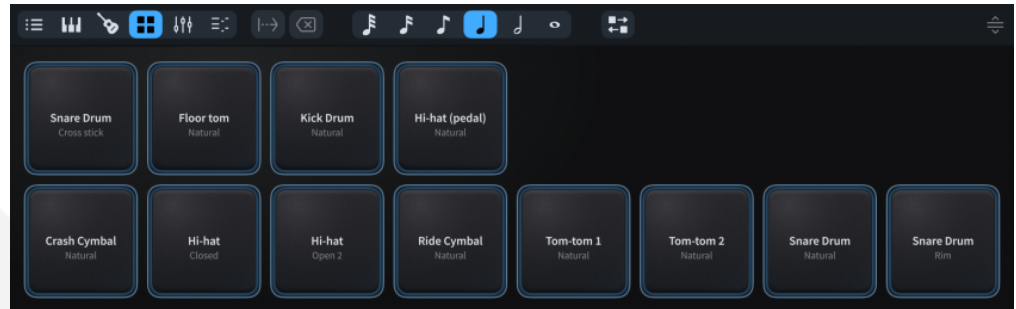 Snare Drum
Cross stick
Floor tom
Natural
Kick Drum
Natural
Hi-hat (pedal)
Natural
Crash Cymbal
Natural
Hi-hat
Closed
Hi-hat
Open 2
Ride Cymbal
Natural
Tom-tom 1
Natural
Tom-tom 2
Natural
Snare Drum
Natural
Snare Drum
Rim